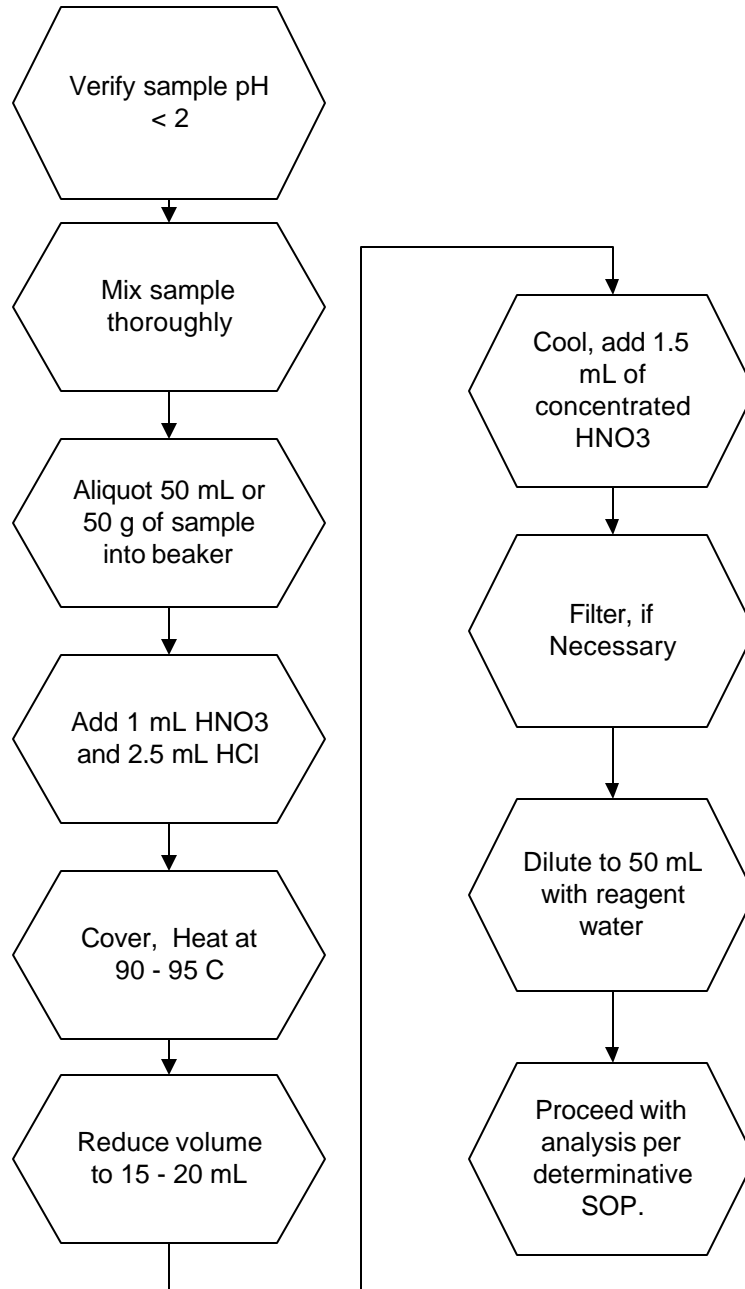 Verify sample pH
< 2
Mix sample
thoroughly
Aliquot 50 mL or
50 g of sample
into beaker
Add 1 mL HNO3
and 2.5 mL HCl
Cover,  Heat at
90 - 95 C
Reduce volume
to 15 - 20 mL
Cool, add 1.5
mL of
concentrated
HNO3
Filter, if
Necessary
Dilute to 50 mL
with reagent
water
Proceed with
analysis per
determinative
SOP.